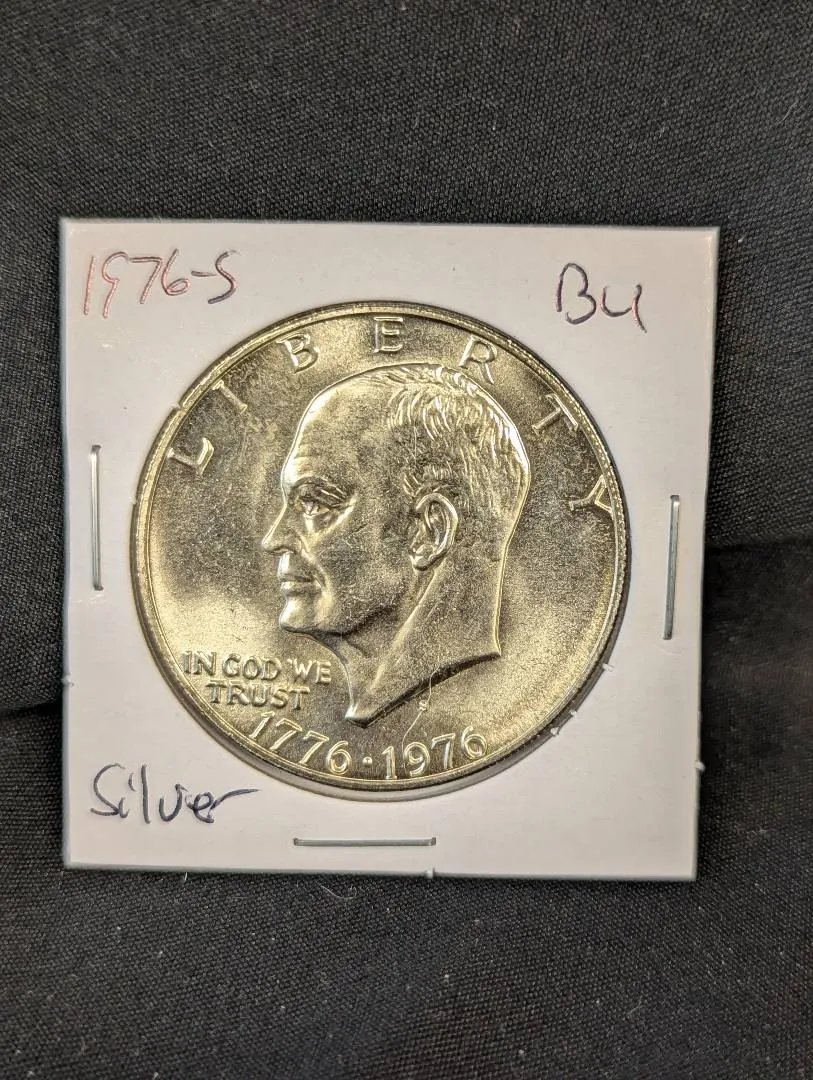 1976-S
BU
LIBERTY
IN GOD WE
TRUST
S
1776 · 1976
Silver